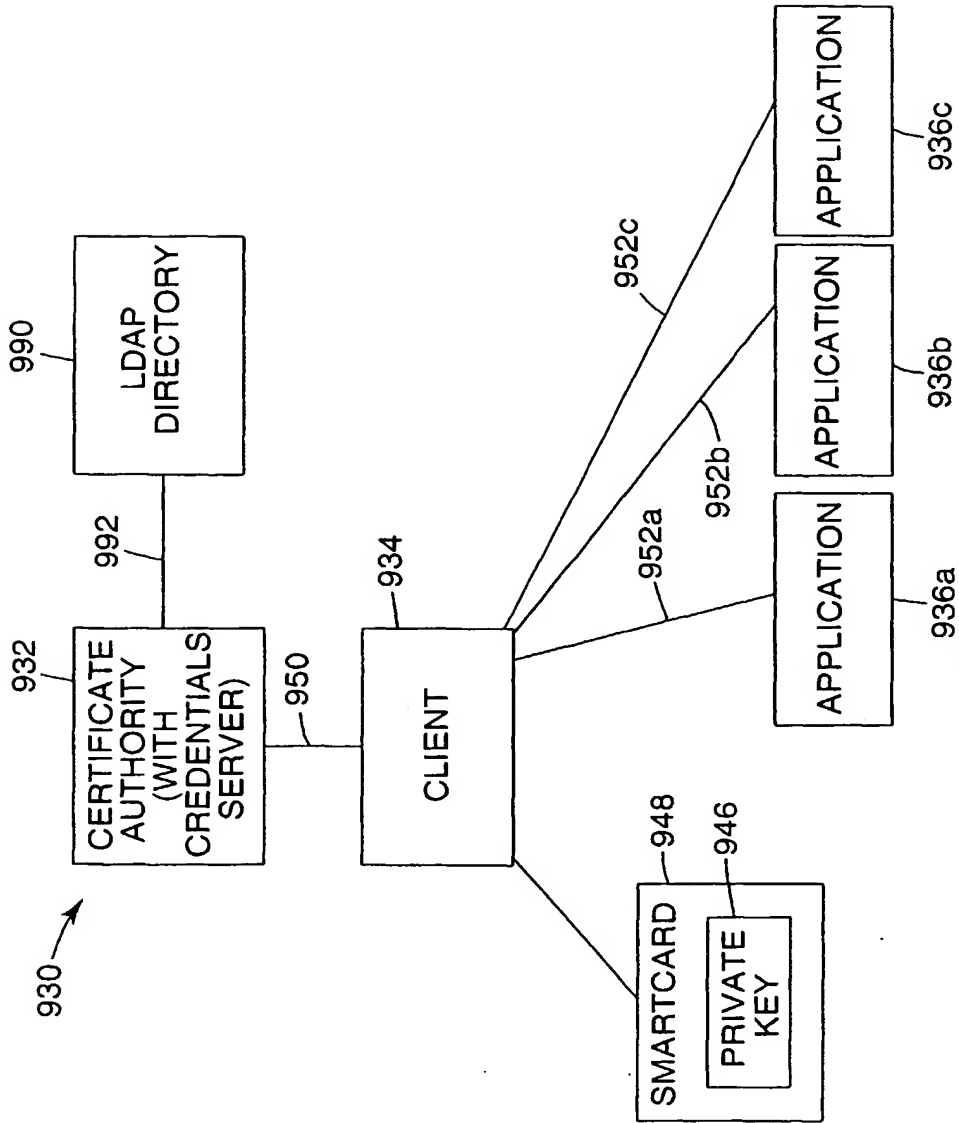 930
932
CERTIFICATE
AUTHORITY
(WITH
CREDENTIALS
SERVER)
992
990
LDAP
DIRECTORY
950
934
CLIENT
948
SMARTCARD
946
PRIVATE
KEY
952a
952b
952c
APPLICATION
936a
APPLICATION
936b
APPLICATION
936c